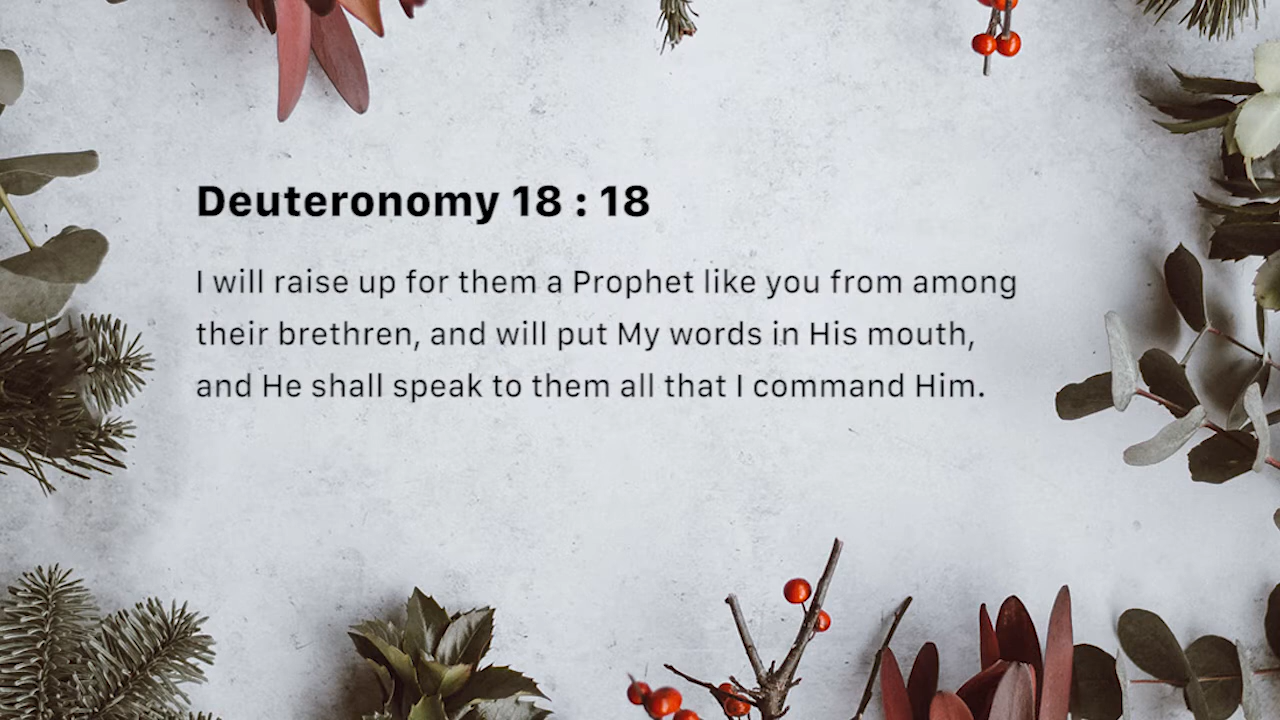 Deuteronomy 18 : 18
I will raise up for them a Prophet like you from among
their brethren, and will put My words in His mouth,
and He shall speak to them all that I command Him.